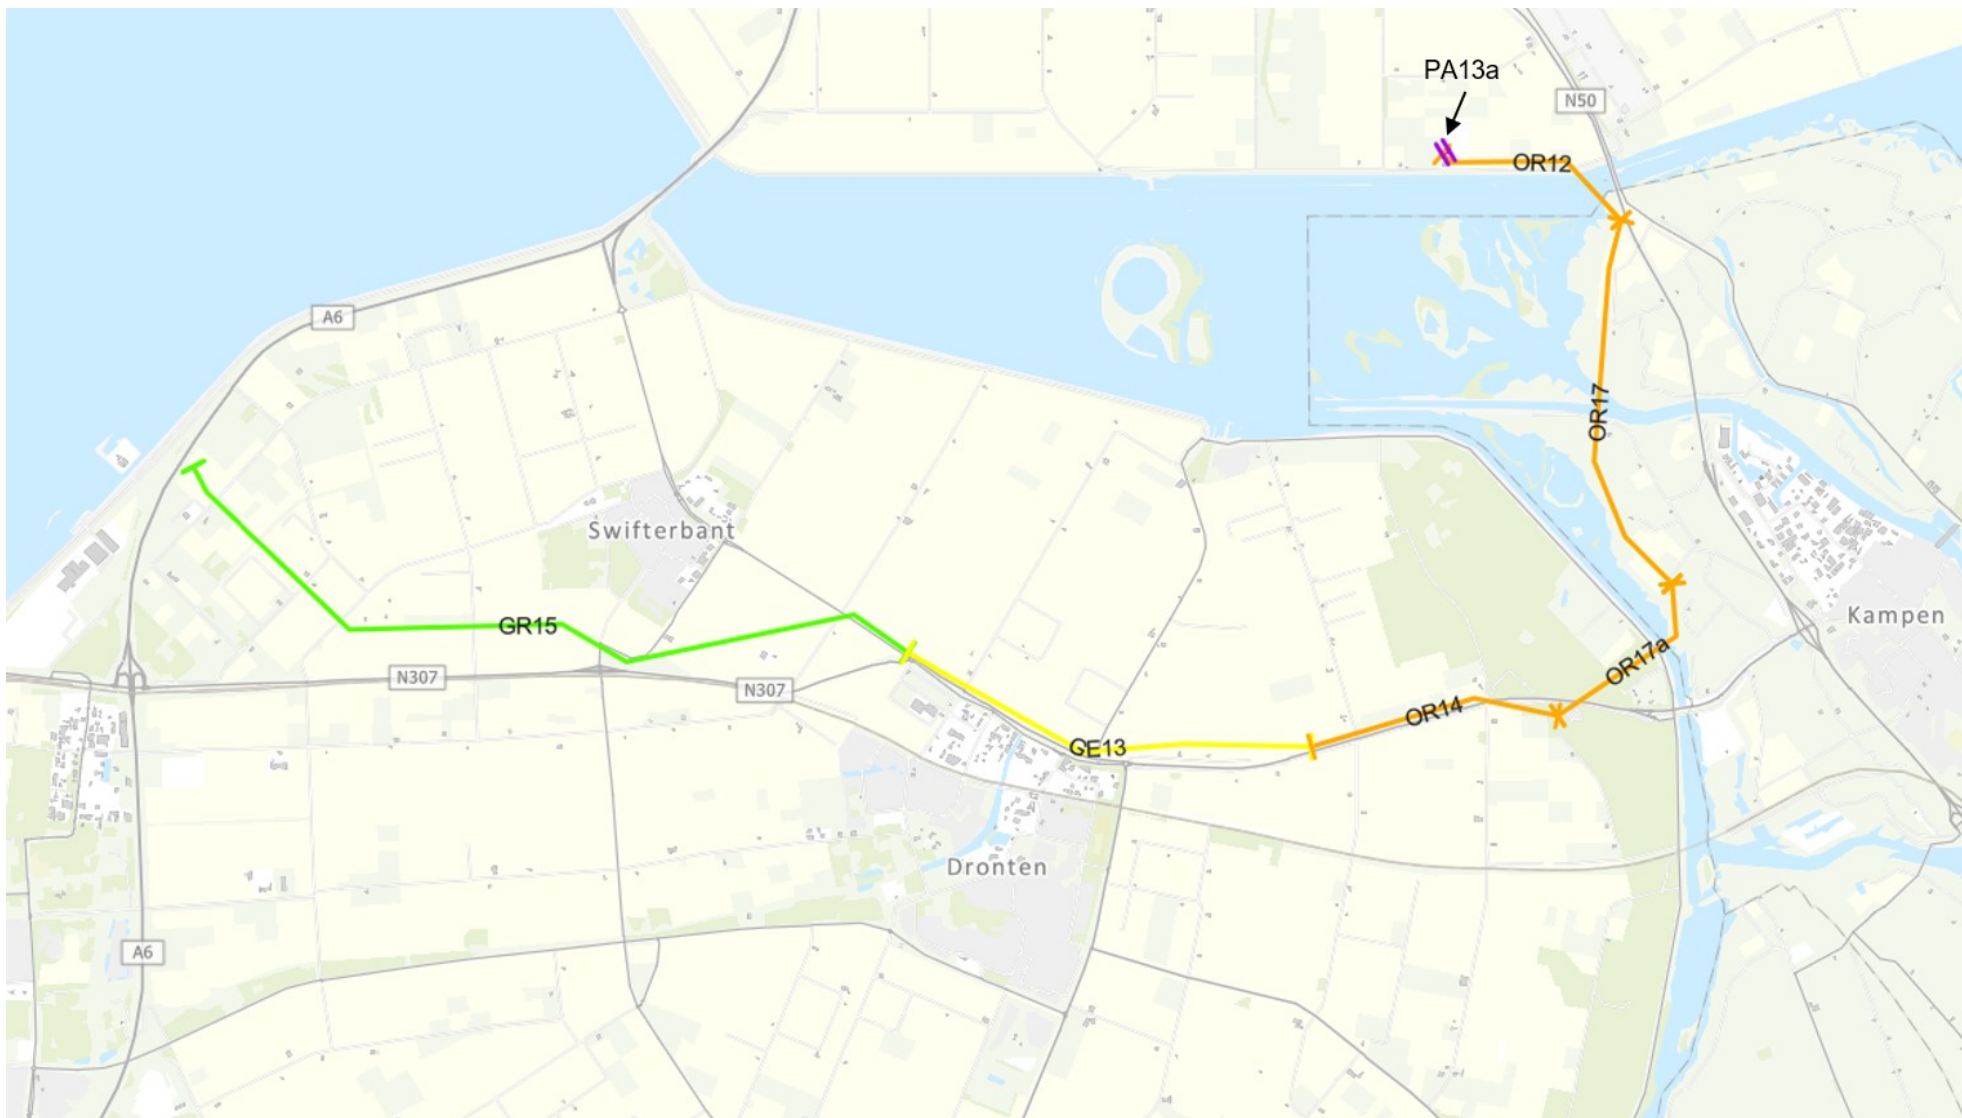 PA13a
N50
OR12
A6
OR17
Swifterbant
Kampen
GR15
OR17a
N307
N307
OR14
GE13
Dronten
A6